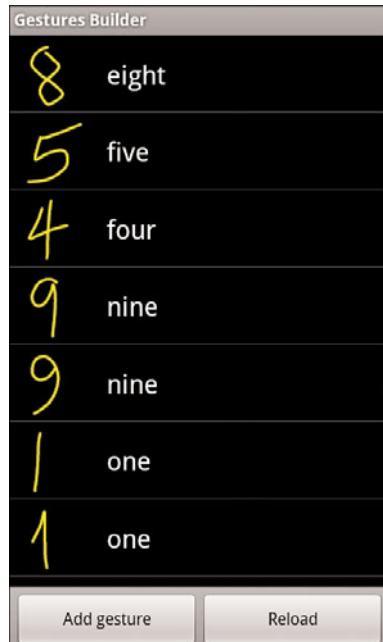 Gestures Builder
8 eight
5 five
4 four
9 nine
9 nine
1 one
1 one
Add gesture Reload